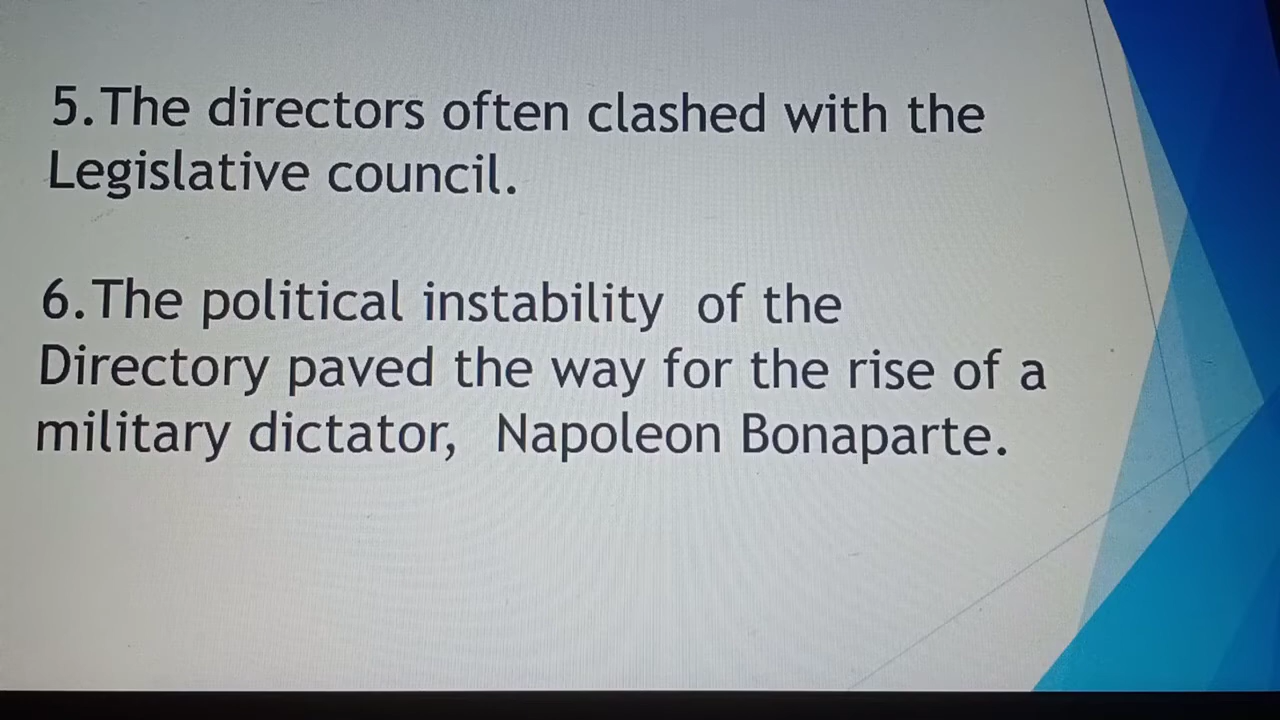 5.The directors often clashed with the
Legislative council.
6.The political instability of the
Directory paved the way for the rise of a
military dictator, Napoleon Bonaparte.